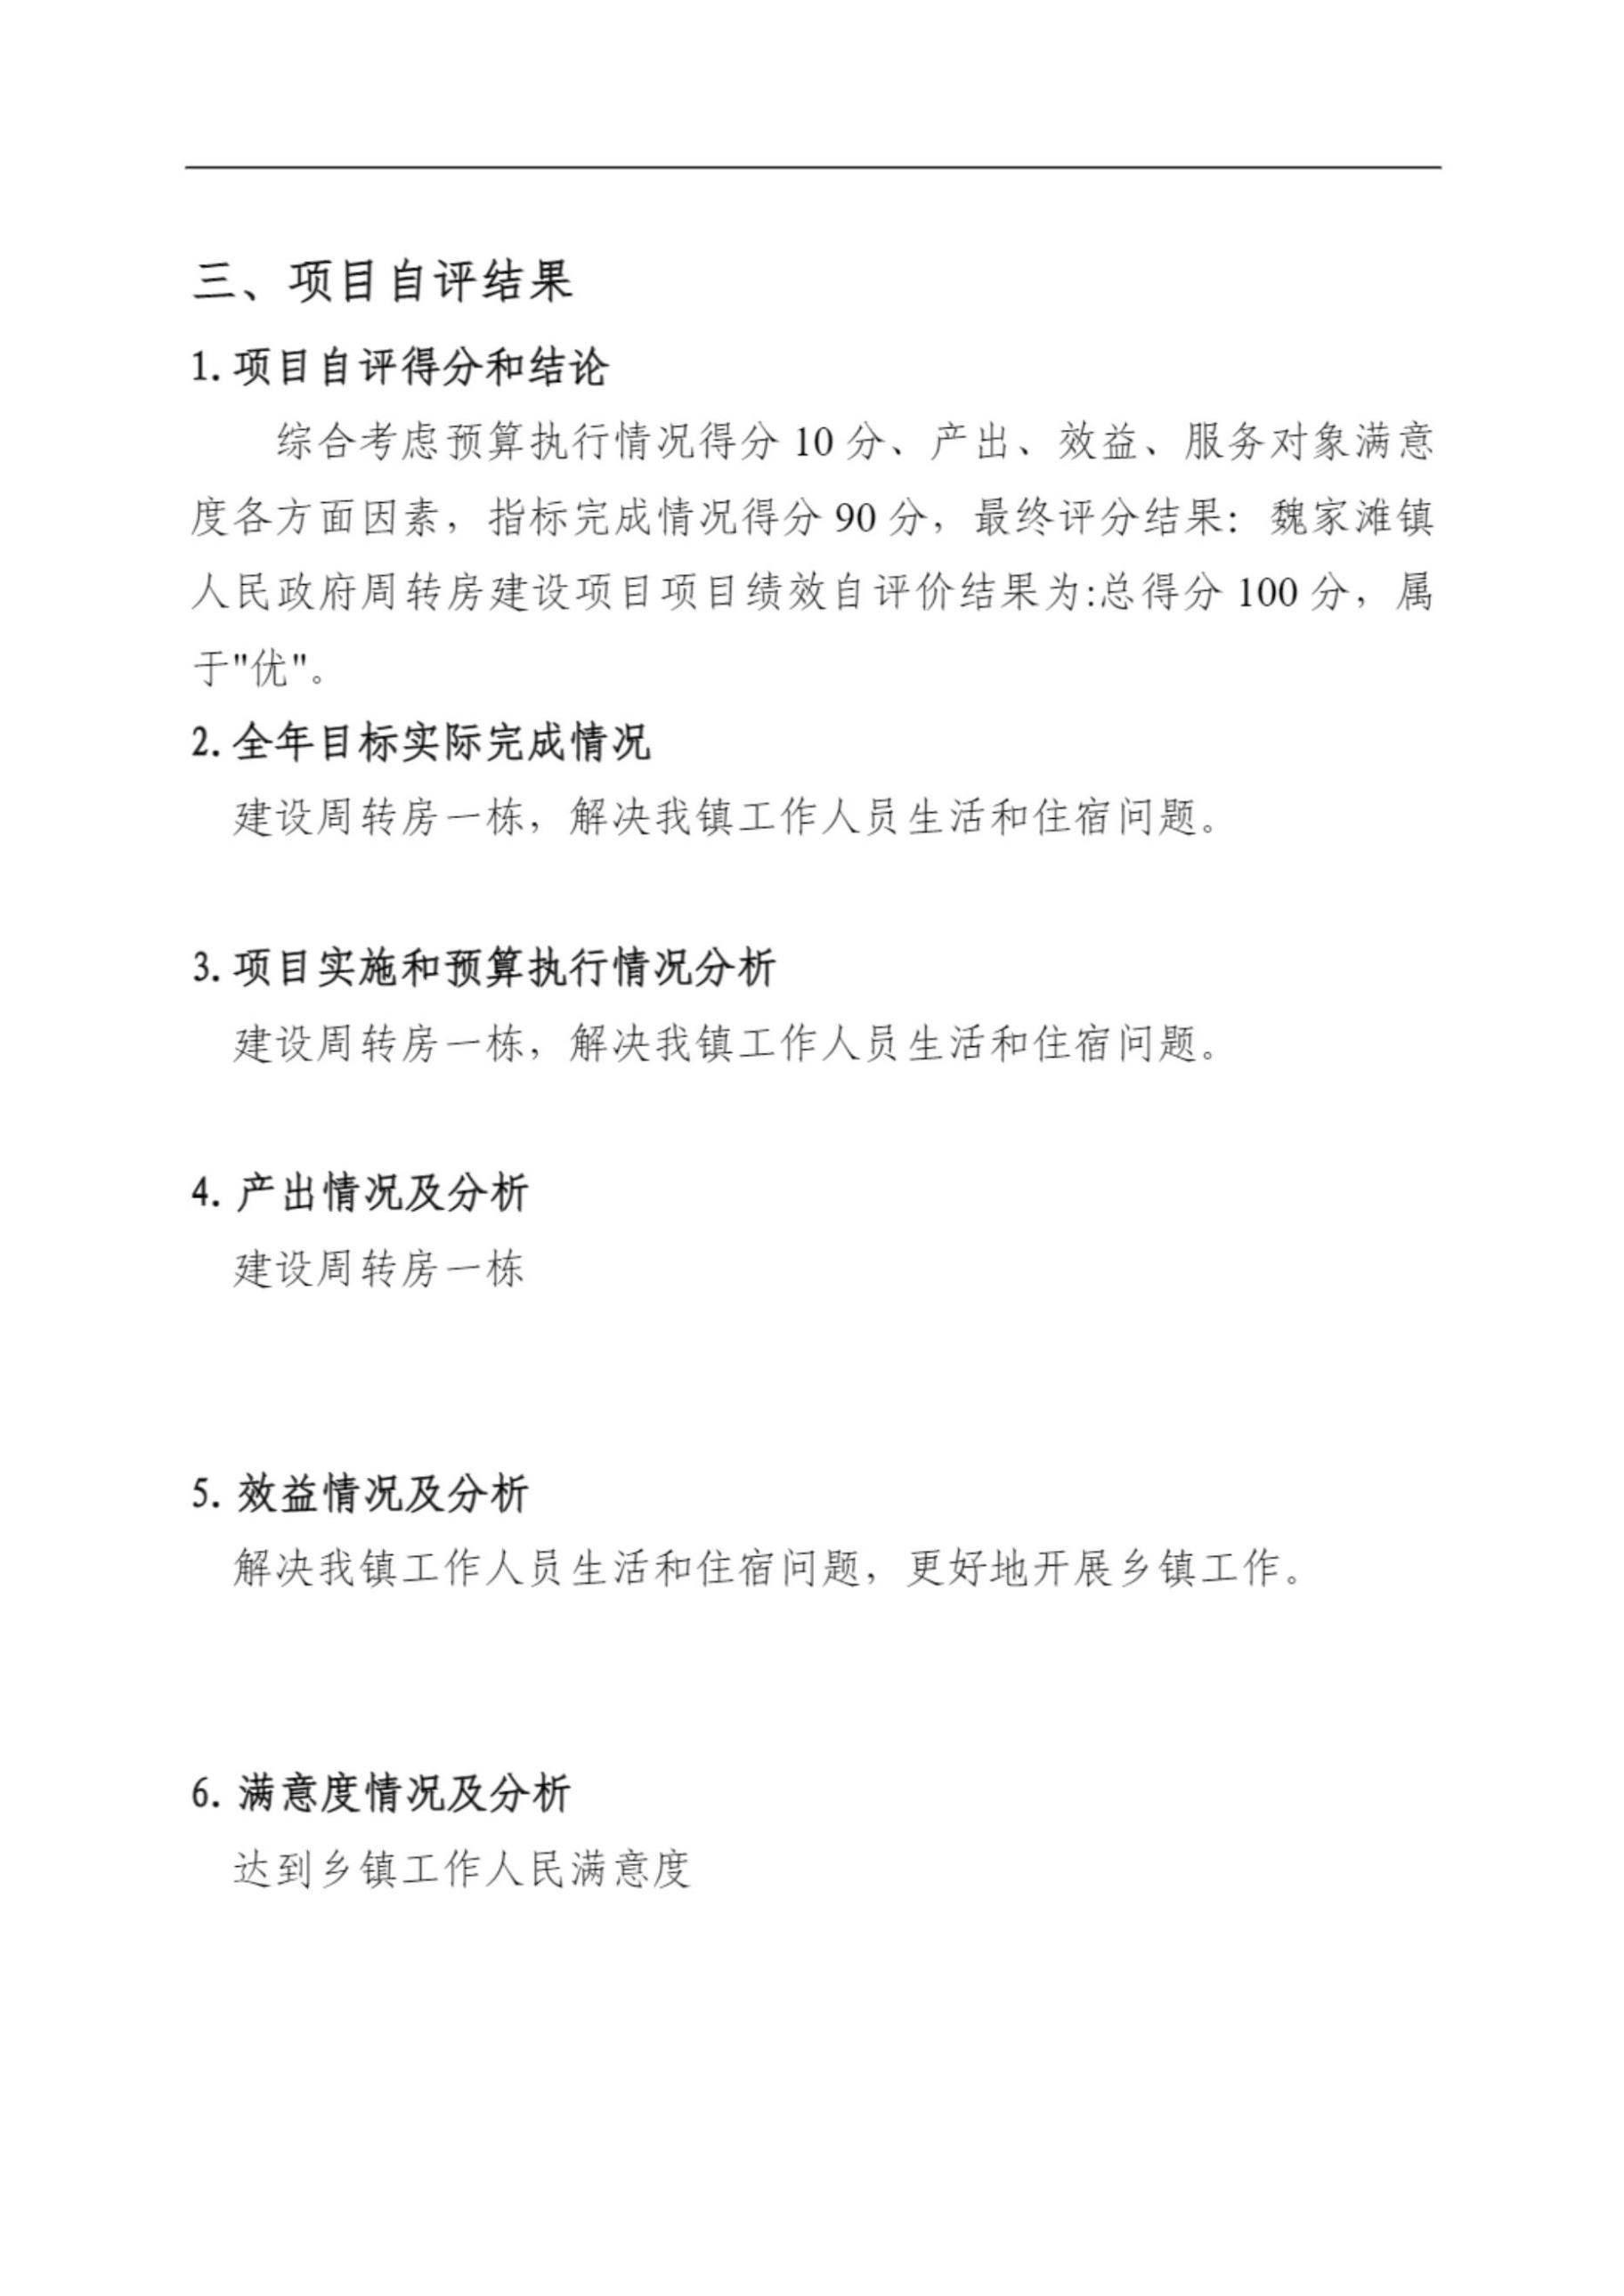 三、项目自评结果
1.项目自评得分和结论
综合考虑预算执行情况得分 10 分、产出、效益、服务对象满意
度各方面因素，指标完成情况得分 90 分，最终评分结果：魏家滩镇
人民政府周转房建设项目项目绩效自评价结果为:总得分 100 分，属
于"优"。
2.全年目标实际完成情况
建设周转房一栋，解决我镇工作人员生活和住宿问题。
3.项目实施和预算执行情况分析
建设周转房一栋，解决我镇工作人员生活和住宿问题。
4.产出情况及分析
建设周转房一栋
5.效益情况及分析
解决我镇工作人员生活和住宿问题，更好地开展乡镇工作。
6.满意度情况及分析
达到乡镇工作人民满意度